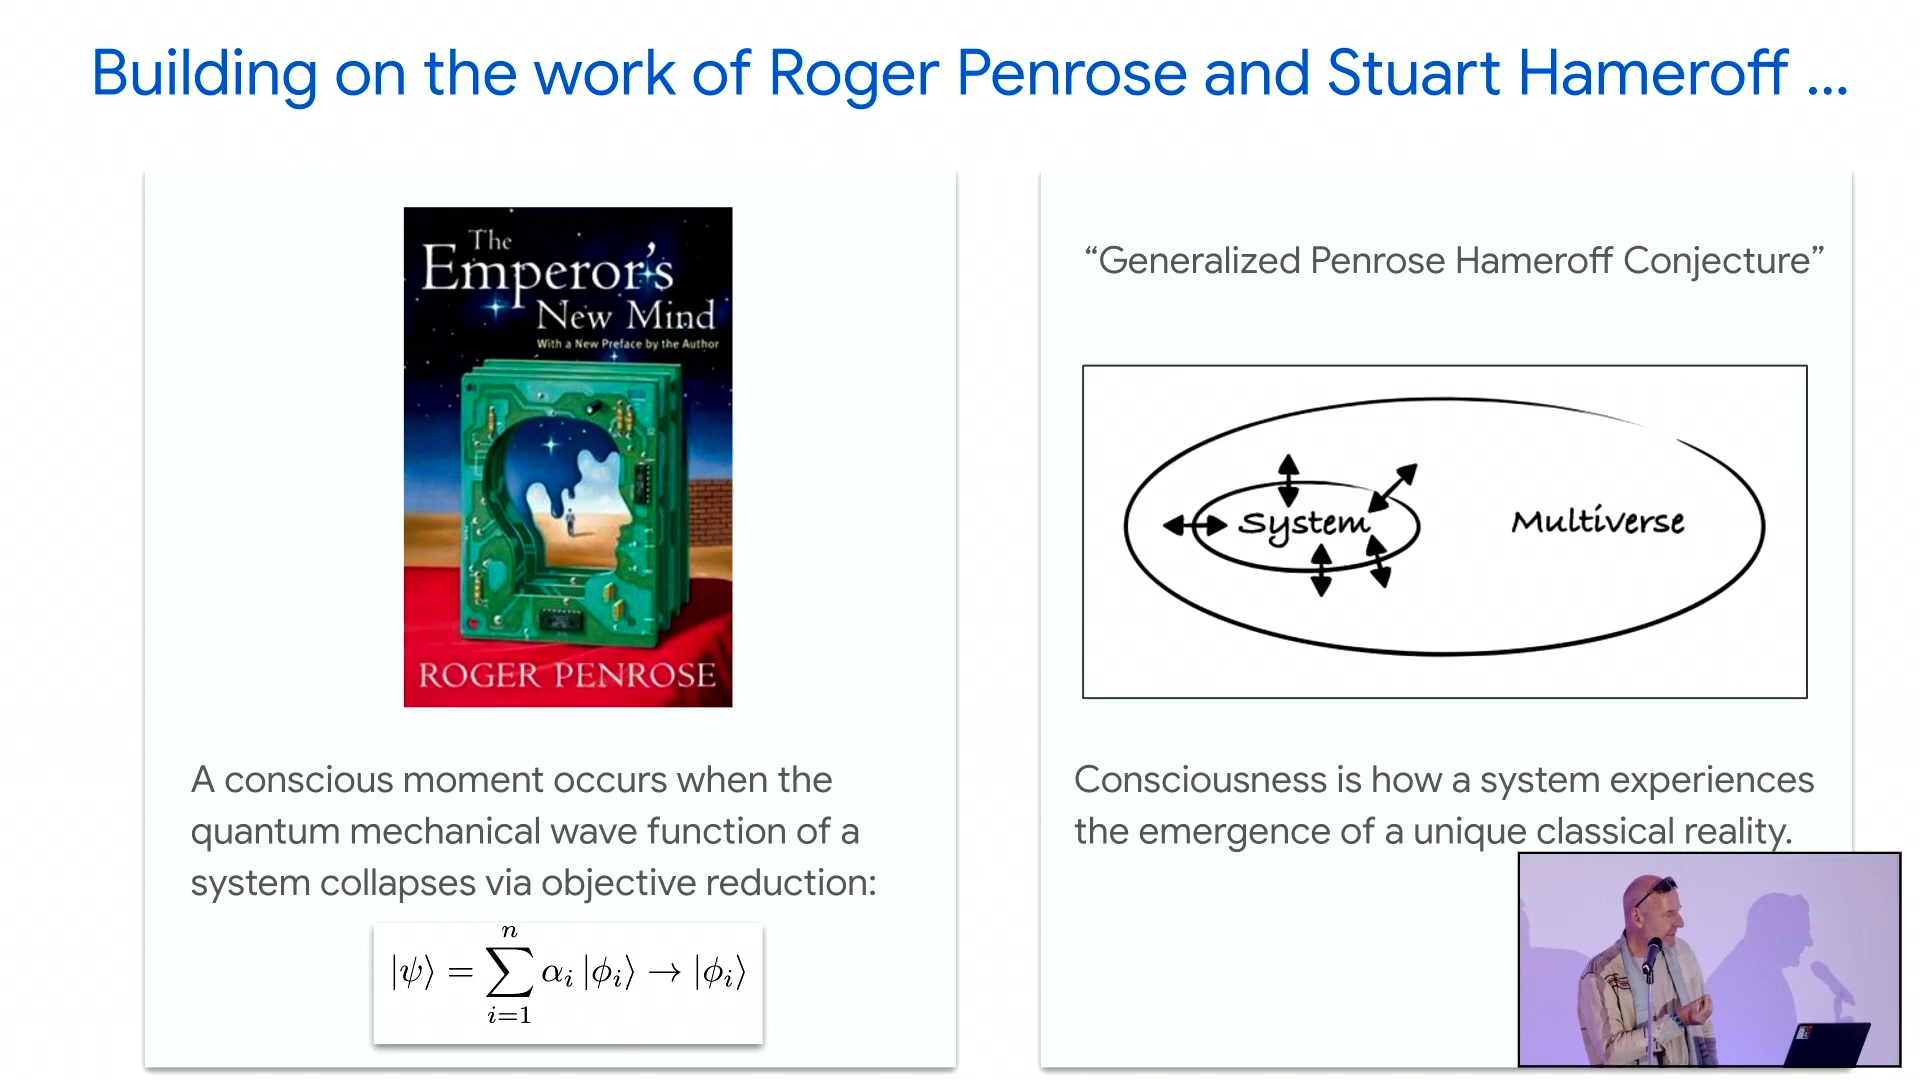 Building on the work of Roger Penrose and Stuart Hameroff ...
The
Emperor's
New Mind
With a New Preface by the Author
ROGER PENROSE
A conscious moment occurs when the
quantum mechanical wave function of a
system collapses via objective reduction:
|ψ⟩ = ∑_{i=1}^{n} α_i |ϕ_i⟩ → |ϕ_i⟩
“Generalized Penrose Hameroff Conjecture”
System
Multiverse
Consciousness is how a system experiences
the emergence of a unique classical reality.